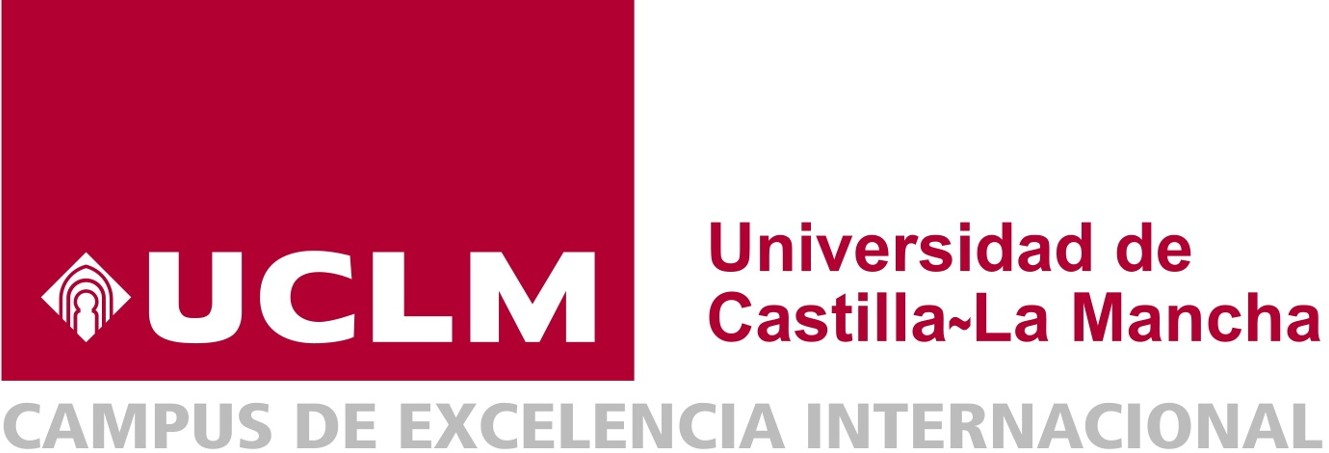 UCLM
Universidad de
Castilla~La Mancha
CAMPUS DE EXCELENCIA INTERNACIONAL